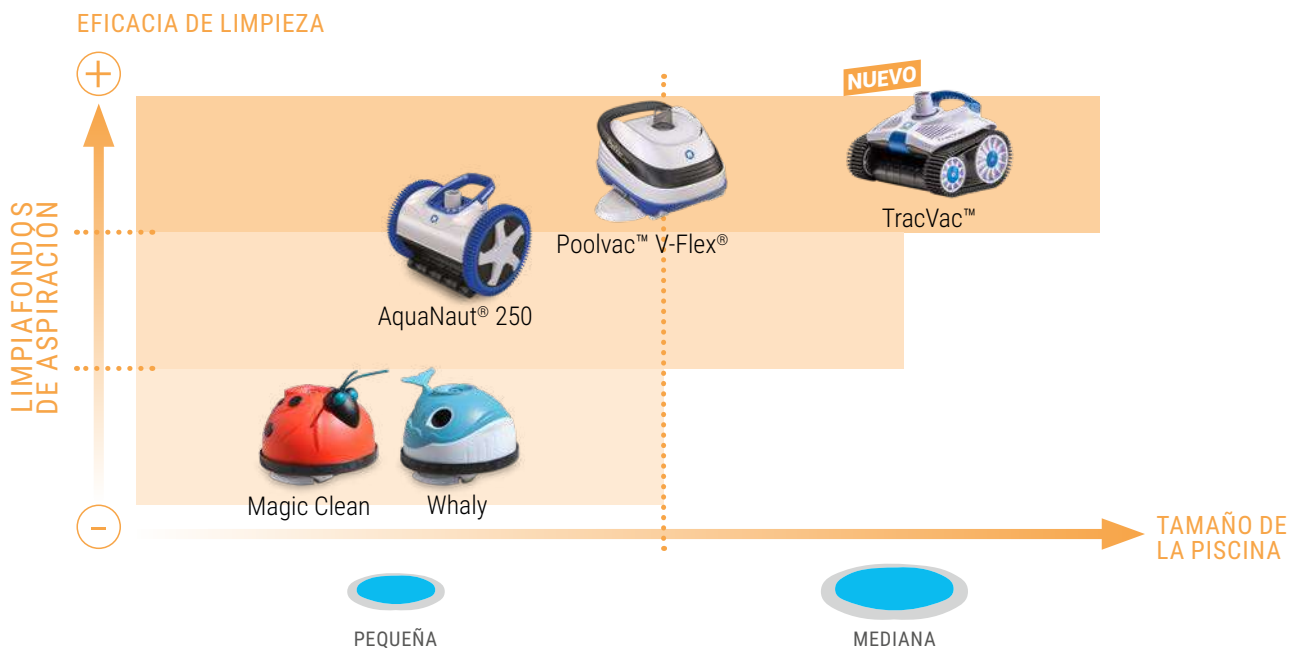 EFICACIA DE LIMPIEZA
+
NUEVO
TracVac™
Poolvac™ V-Flex®
AquaNaut® 250
LIMPIAFONDOS
DE ASPIRACIÓN
Magic Clean
Whaly
-
TAMAÑO DE
LA PISCINA
PEQUEÑA
MEDIANA